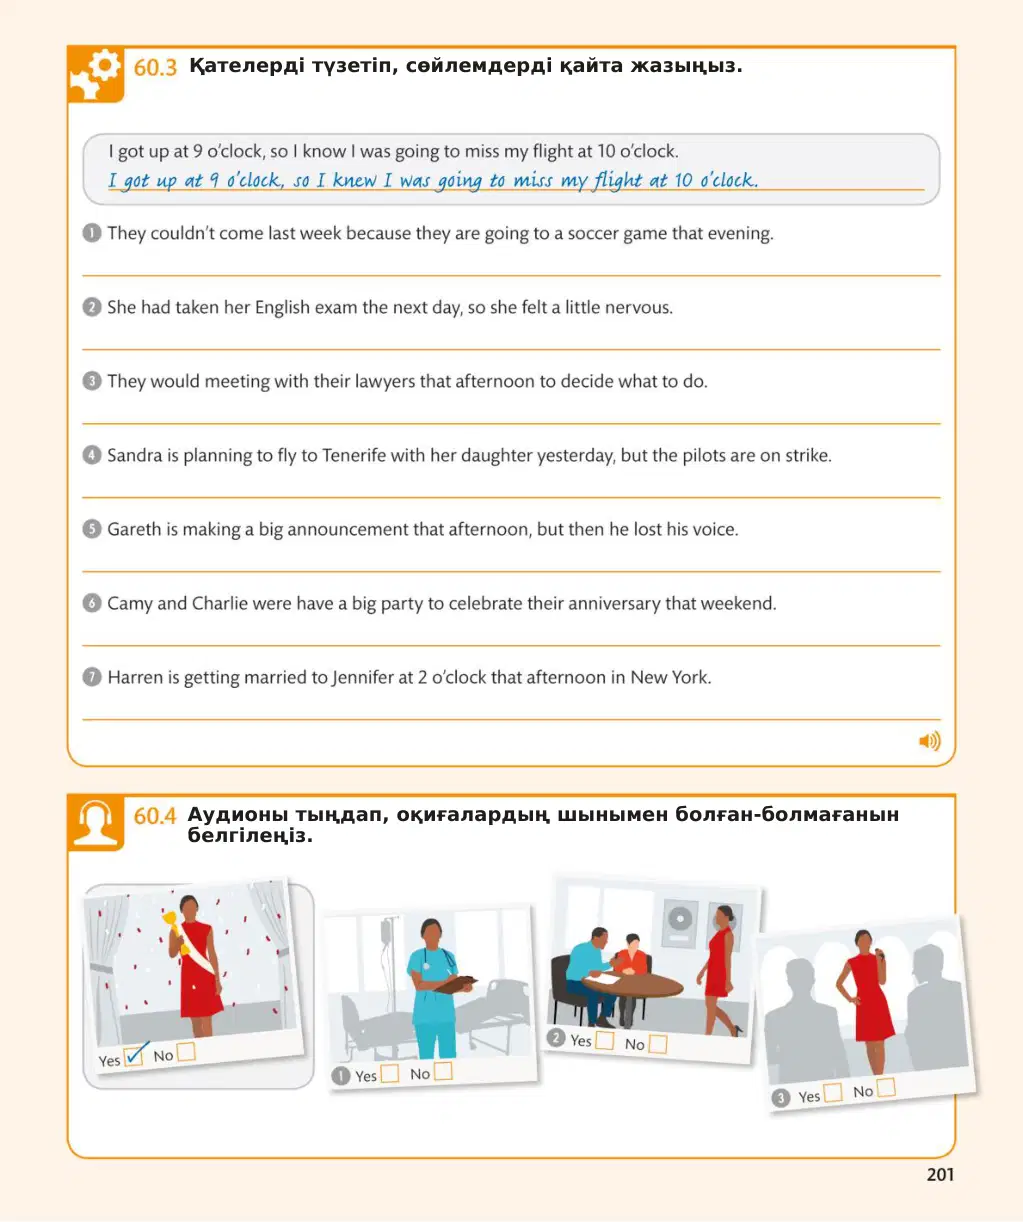 60.3 Қателерді түзетіп, сөйлемдерді қайта жазыңыз.
I got up at 9 o'clock, so I know I was going to miss my flight at 10 o'clock.
I got up at 9 o'clock, so I knew I was going to miss my flight at 10 o'clock.
1 They couldn't come last week because they are going to a soccer game that evening.
2 She had taken her English exam the next day, so she felt a little nervous.
3 They would meeting with their lawyers that afternoon to decide what to do.
4 Sandra is planning to fly to Tenerife with her daughter yesterday, but the pilots are on strike.
5 Gareth is making a big announcement that afternoon, but then he lost his voice.
6 Camy and Charlie were have a big party to celebrate their anniversary that weekend.
7 Harren is getting married to Jennifer at 2 o'clock that afternoon in New York.
60.4 Аудионы тыңдап, оқиғалардың шынымен болған-болмағанын
белгілеңіз.
Yes No
1 Yes No
2 Yes No
3 Yes No
201